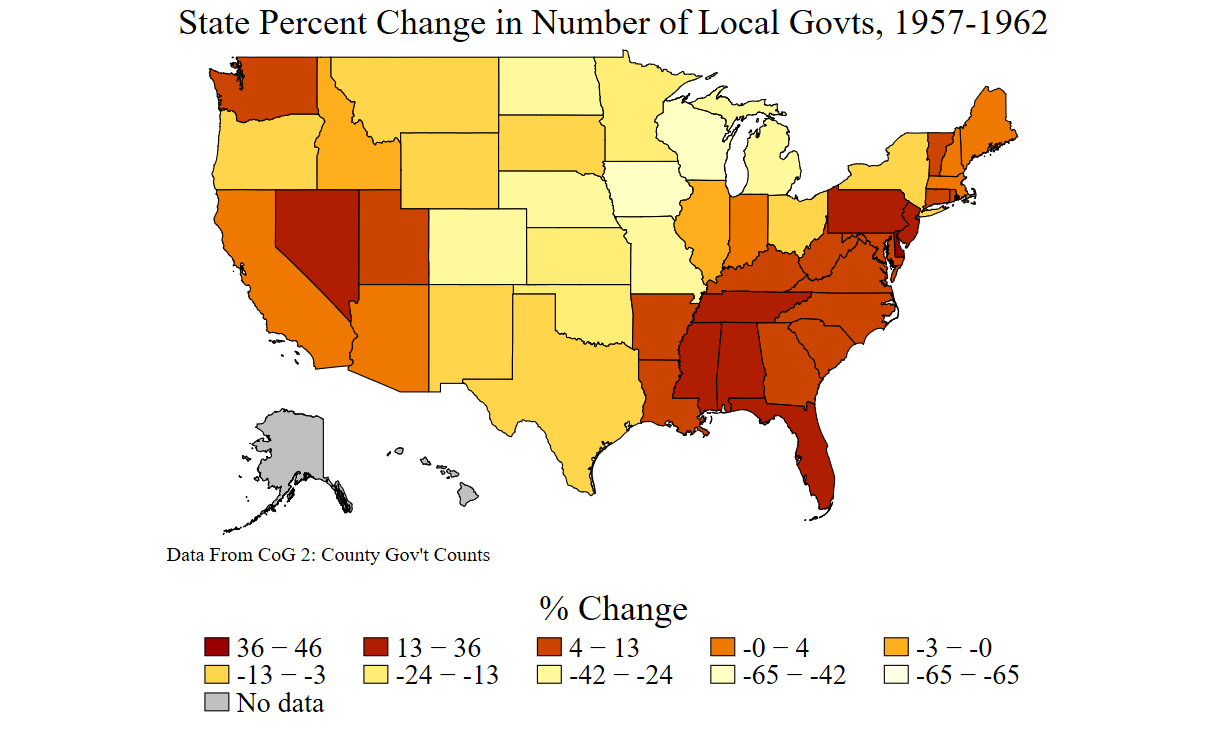 State Percent Change in Number of Local Govts, 1957-1962
Data From CoG 2: County Gov't Counts
% Change
36 − 46 13 − 36 4 − 13 -0 − 4 -3 − -0
-13 − -3 -24 − -13 -42 − -24 -65 − -42 -65 − -65
No data